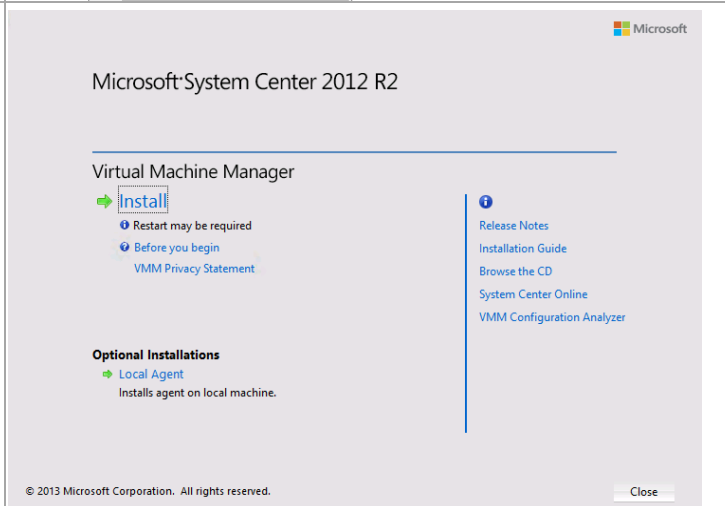 Microsoft
Microsoft System Center 2012 R2
Virtual Machine Manager
Install
Restart may be required
Before you begin
VMM Privacy Statement
Release Notes
Installation Guide
Browse the CD
System Center Online
VMM Configuration Analyzer
Optional Installations
Local Agent
Installs agent on local machine.
© 2013 Microsoft Corporation. All rights reserved.
Close